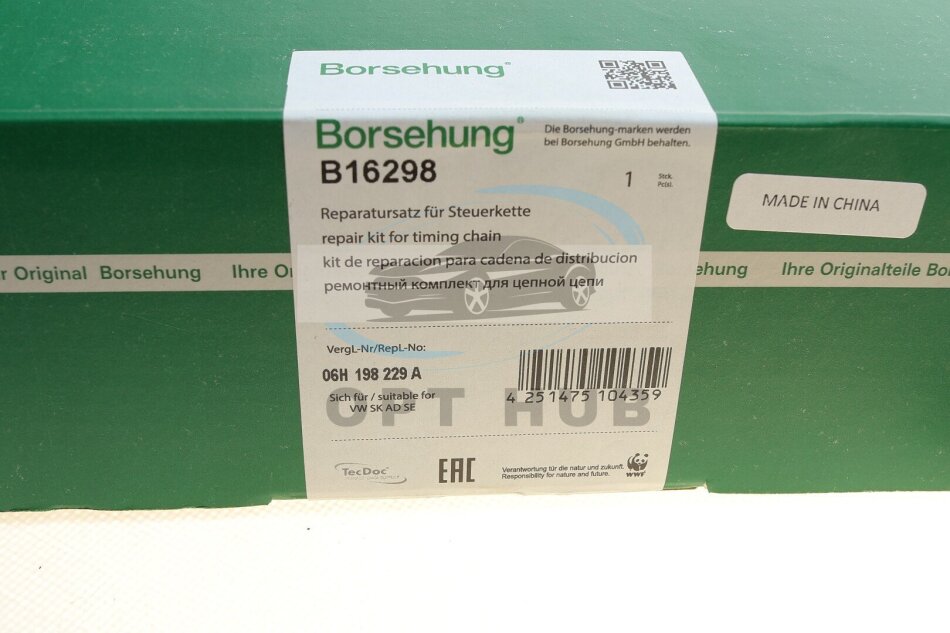 Borsehung®
Borsehung®
Die Borsehung-marken werden
bei Borsehung GmbH behalten.
B16298
1 Stck.
Pc(s).
MADE IN CHINA
Reparatursatz für Steuerkette
repair kit for timing chain
kit de reparacion para cadena de distribucion
ремонтный комплект для цепной цепи
r Original Borsehung Ihre Or
ehung Ihre Originalteile Bo
VergL-Nr/RepL-No:
06H 198 229 A
Sich für / suitable for
VW SK AD SE
4 251475 104359
OPT HUB
TecDoc
EAC
Verantwortung für die natur und zukunft.
Responsibility for nature and future.
WWF